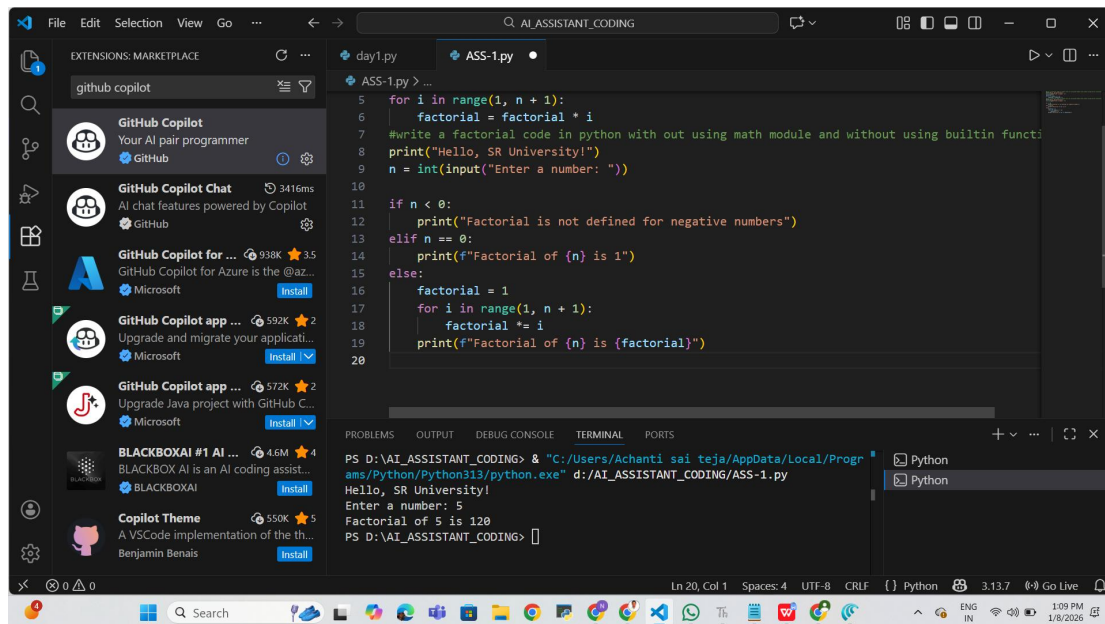 File Edit Selection View Go ··· AI_ASSISTANT_CODING
EXTENSIONS: MARKETPLACE
github copilot
GitHub Copilot
Your AI pair programmer
GitHub
GitHub Copilot Chat 3416ms
AI chat features powered by Copilot
GitHub
GitHub Copilot for ... 938K 3.5
GitHub Copilot for Azure is the @az...
Microsoft Install
GitHub Copilot app ... 592K 2
Upgrade and migrate your applicati...
Microsoft Install
GitHub Copilot app ... 572K 2
Upgrade Java project with GitHub C...
Microsoft Install
BLACKBOXAI #1 AI ... 4.6M 4
BLACKBOX AI is an AI coding assist...
BLACKBOXAI Install
Copilot Theme 550K 5
A VSCode implementation of the th...
Benjamin Benais Install
day1.py ASS-1.py
ASS-1.py > ...
5 for i in range(1, n + 1):
6 factorial = factorial * i
7 #write a factorial code in python with out using math module and without using builtin functi
8 print("Hello, SR University!")
9 n = int(input("Enter a number: "))
10
11 if n < 0:
12 print("Factorial is not defined for negative numbers")
13 elif n == 0:
14 print(f"Factorial of {n} is 1")
15 else:
16 factorial = 1
17 for i in range(1, n + 1):
18 factorial *= i
19 print(f"Factorial of {n} is {factorial}")
20
PROBLEMS OUTPUT DEBUG CONSOLE TERMINAL PORTS
PS D:\AI_ASSISTANT_CODING> & "C:/Users/Achanti sai teja/AppData/Local/Progr
ams/Python/Python313/python.exe" d:/AI_ASSISTANT_CODING/ASS-1.py
Hello, SR University!
Enter a number: 5
Factorial of 5 is 120
PS D:\AI_ASSISTANT_CODING>
Python
Python
0 0 Ln 20, Col 1 Spaces: 4 UTF-8 CRLF {} Python 3.13.7 Go Live
Search ENG IN 1:09 PM 1/8/2026